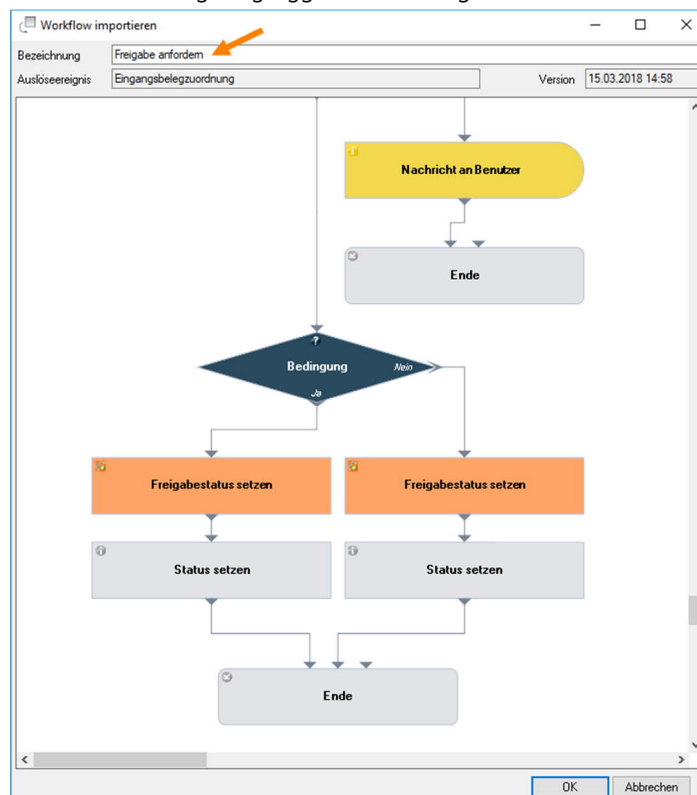 Workflow importieren
Bezeichnung Freigabe anfordern
Auslöseereignis Eingangsbelegzuordnung Version 15.03.2018 14:58
Nachricht an Benutzer
Ende
? 
Bedingung Nein
Ja
Freigabestatus setzen Freigabestatus setzen
Status setzen Status setzen
Ende
OK Abbrechen